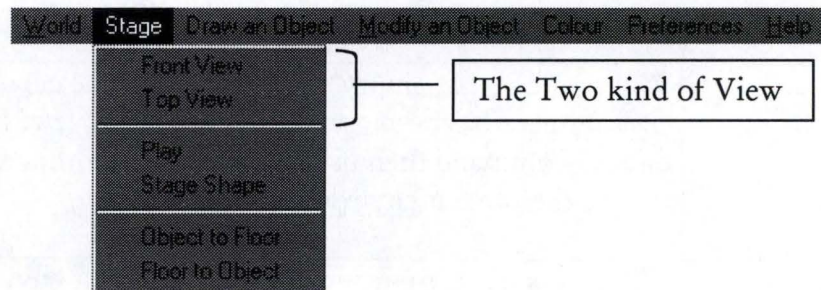 World Stage Draw an Object Modify an Object Colour Preferences Help
Front View
Top View
The Two kind of View
Play
Stage Shape
Object to Floor
Floor to Object